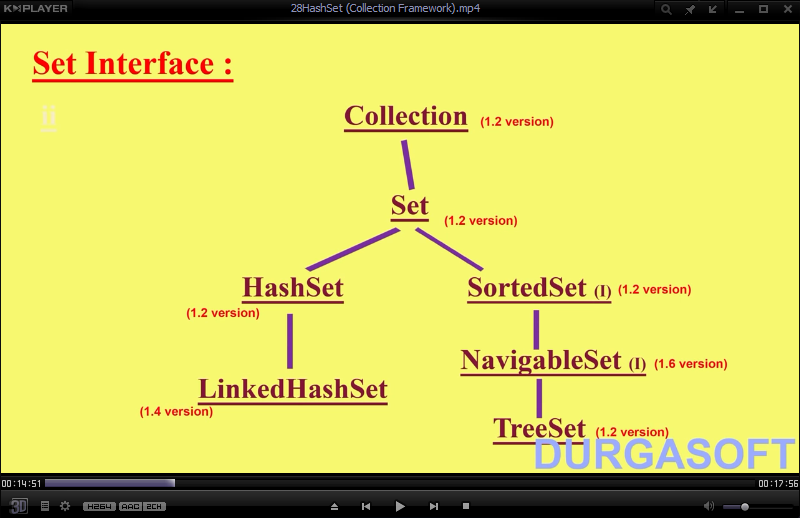 KMPLAYER
28HashSet (Collection Framework).mp4
Set Interface :
Collection (1.2 version)
Set (1.2 version)
HashSet
(1.2 version)
SortedSet (I) (1.2 version)
NavigableSet (I) (1.6 version)
LinkedHashSet
(1.4 version)
TreeSet (1.2 version)
DURGASOFT
00:14:51
00:17:56
3D
H264
AAC
2CH